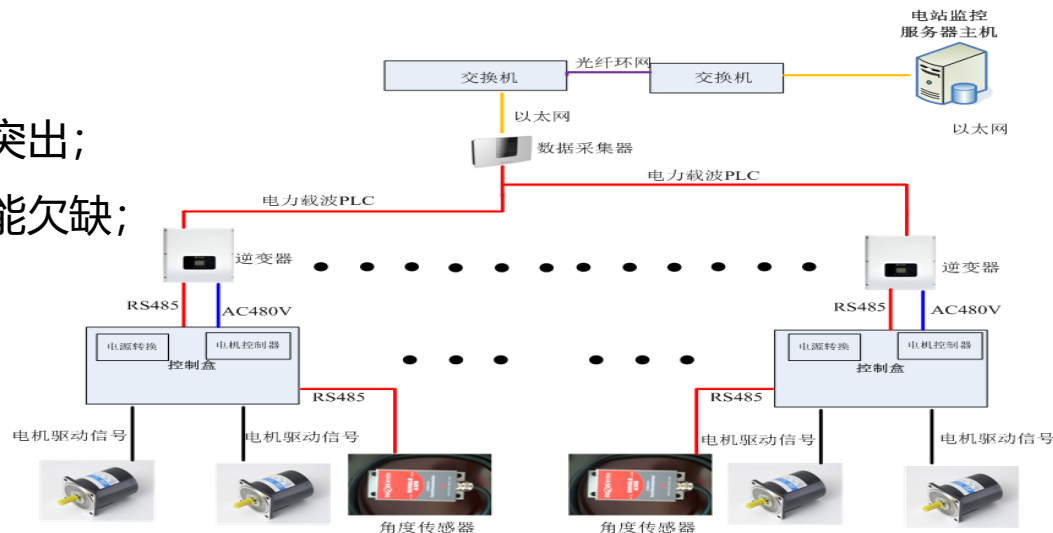 电站监控
服务器主机
光纤环网
交换机
交换机
以太网
以太网
突出；
数据采集器
电力载波PLC
电力载波PLC
能欠缺；
逆变器
逆变器
RS485
AC480V
RS485
AC480V
电源转换
电机控制器
控制盒
电源转换
电机控制器
控制盒
RS485
RS485
电机驱动信号
电机驱动信号
电机驱动信号
电机驱动信号
角度传感器
角度传感器